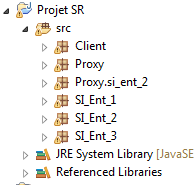 Projet SR
src
Client
Proxy
Proxy.si_ent_2
SI_Ent_1
SI_Ent_2
SI_Ent_3
JRE System Library [JavaSE
Referenced Libraries